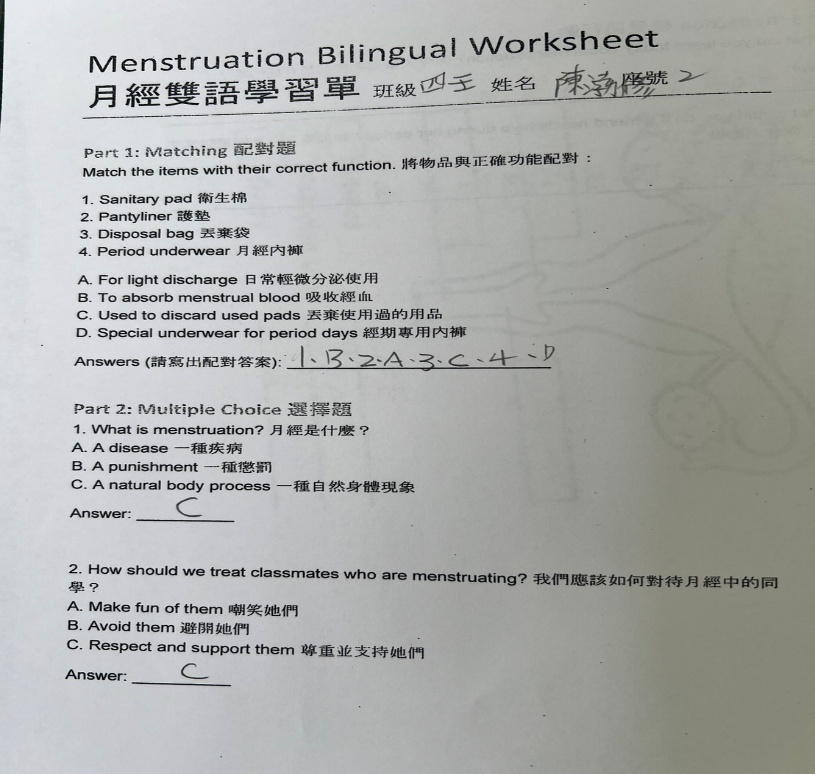 Menstruation Bilingual Worksheet
月經雙語學習單 班級 四 姓名 陳 座號 2
Part 1: Matching 配對題
Match the items with their correct function. 將物品與正確功能配對：
1. Sanitary pad 衛生棉
2. Pantyliner 護墊
3. Disposal bag 丟棄袋
4. Period underwear 月經內褲
A. For light discharge 日常輕微分泌使用
B. To absorb menstrual blood 吸收經血
C. Used to discard used pads 丟棄使用過的用品
D. Special underwear for period days 經期專用內褲
Answers (請寫出配對答案): 1、B、2、A、3、C、4、D
Part 2: Multiple Choice 選擇題
1. What is menstruation? 月經是什麼？
A. A disease 一種疾病
B. A punishment 一種懲罰
C. A natural body process 一種自然身體現象
Answer: C
2. How should we treat classmates who are menstruating? 我們應該如何對待月經中的同
學？
A. Make fun of them 嘲笑她們
B. Avoid them 避開她們
C. Respect and support them 尊重並支持她們
Answer: C